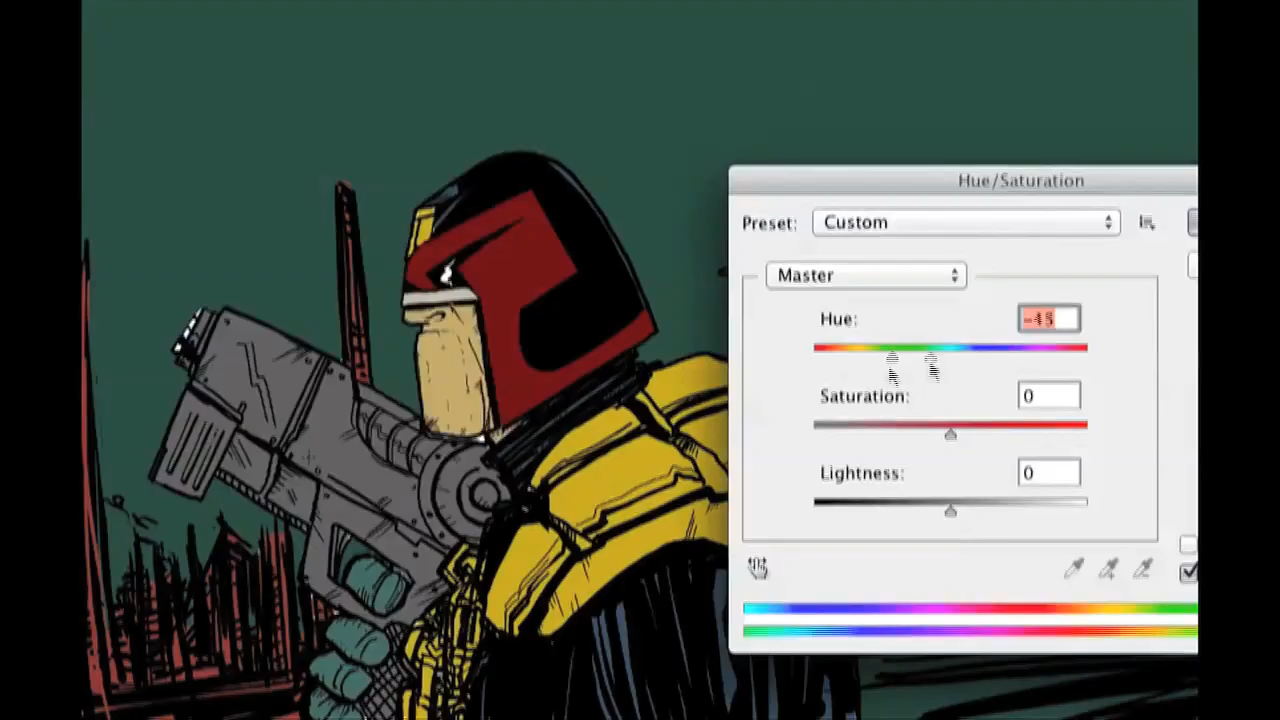 Hue/Saturation
Preset: Custom
Master
Hue:
Saturation: 0
Lightness: 0